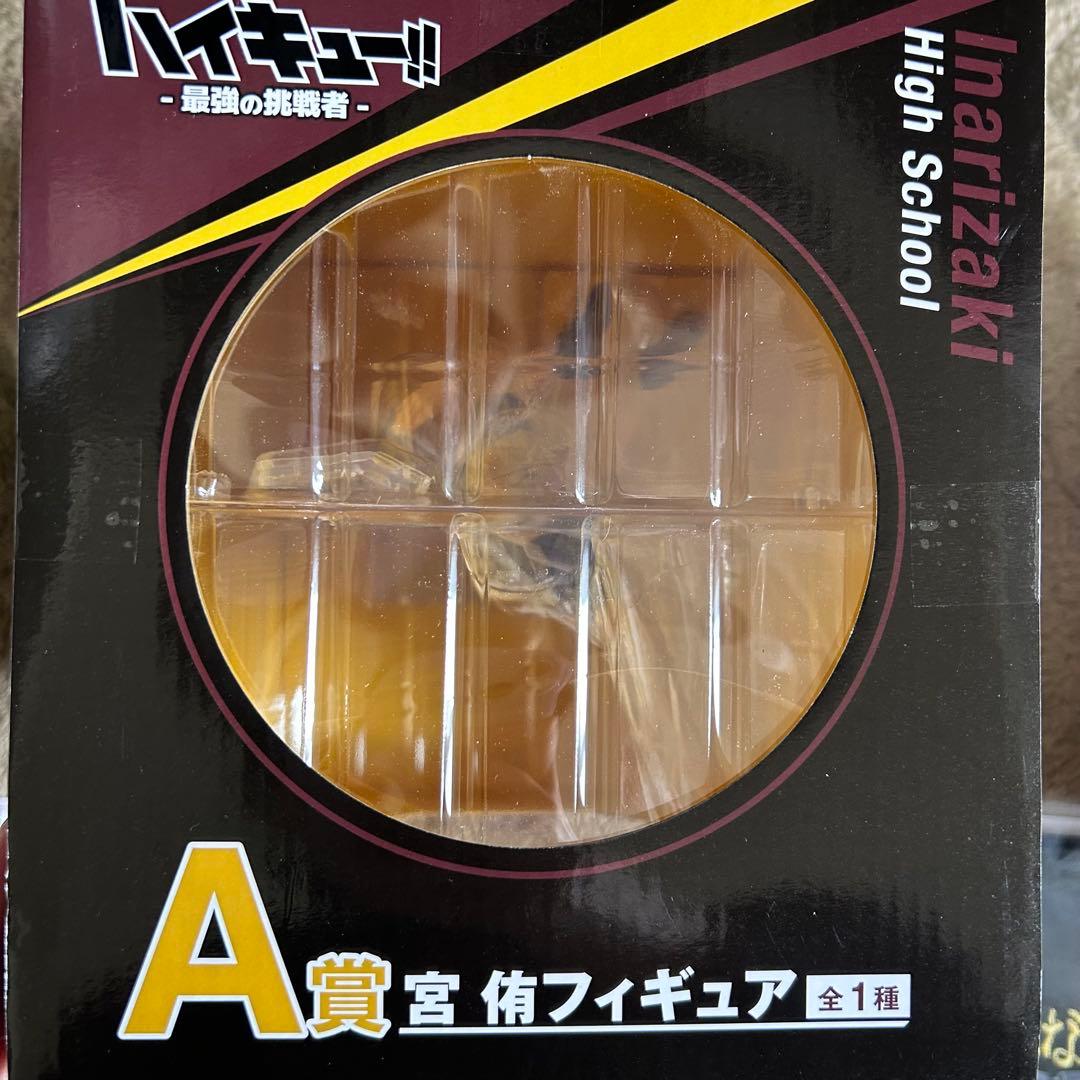 ハイキュー!!
- 最強の挑戦者 -
Inarizaki
High School
A賞 宮 侑フィギュア 全1種
な